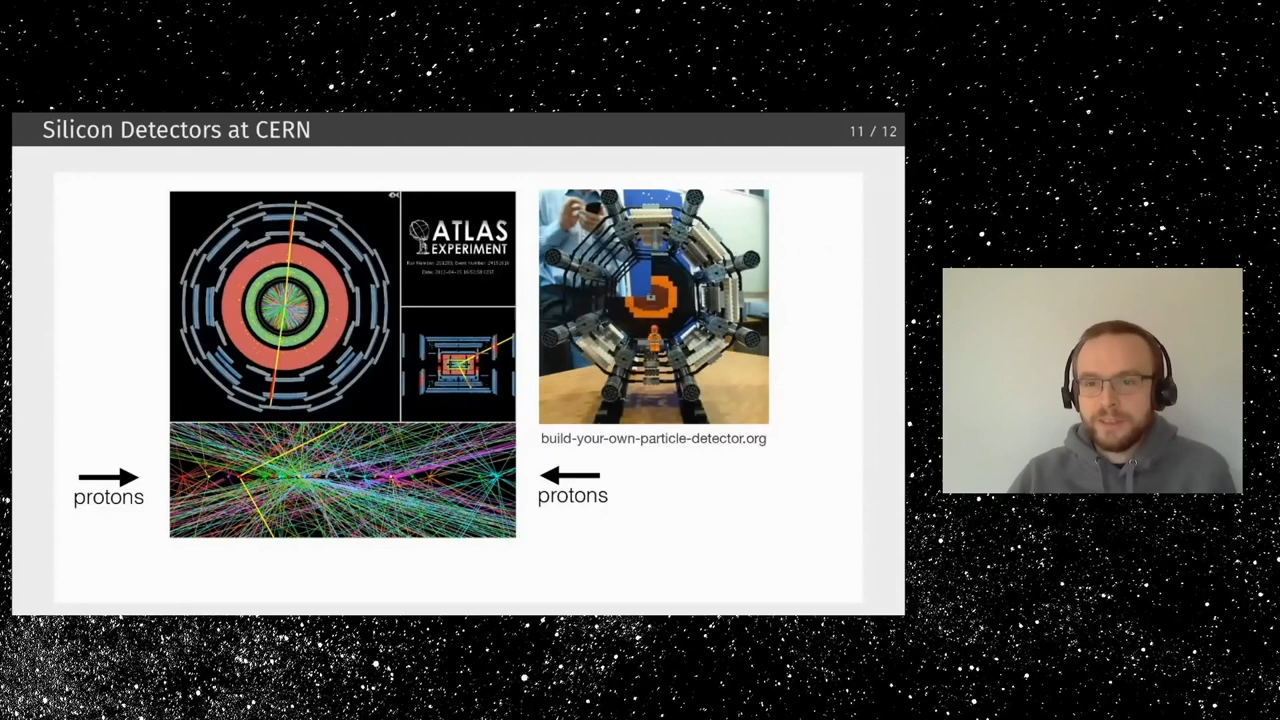 Silicon Detectors at CERN
11 / 12
ATLAS
EXPERIMENT
build-your-own-particle-detector.org
protons
protons